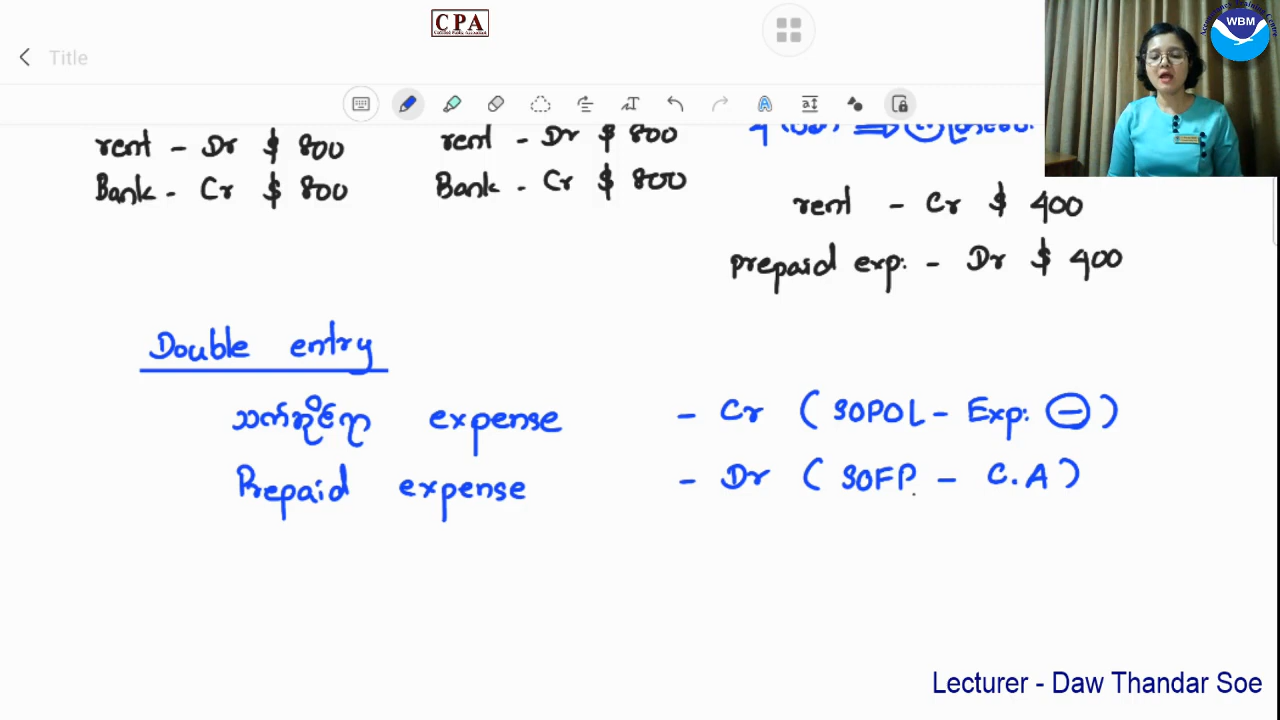 CPA
Title
WBM
rent - Dr $ 800
Bank - Cr $ 800
rent - Dr $ 800
Bank - Cr $ 800
rent - Cr $ 400
prepaid exp: - Dr $ 400
Double entry
သက်ဆိုင်ရာ expense - Cr ( SOPOL - Exp: ⊖ )
Prepaid expense - Dr ( SOFP - C.A )
Lecturer - Daw Thandar Soe